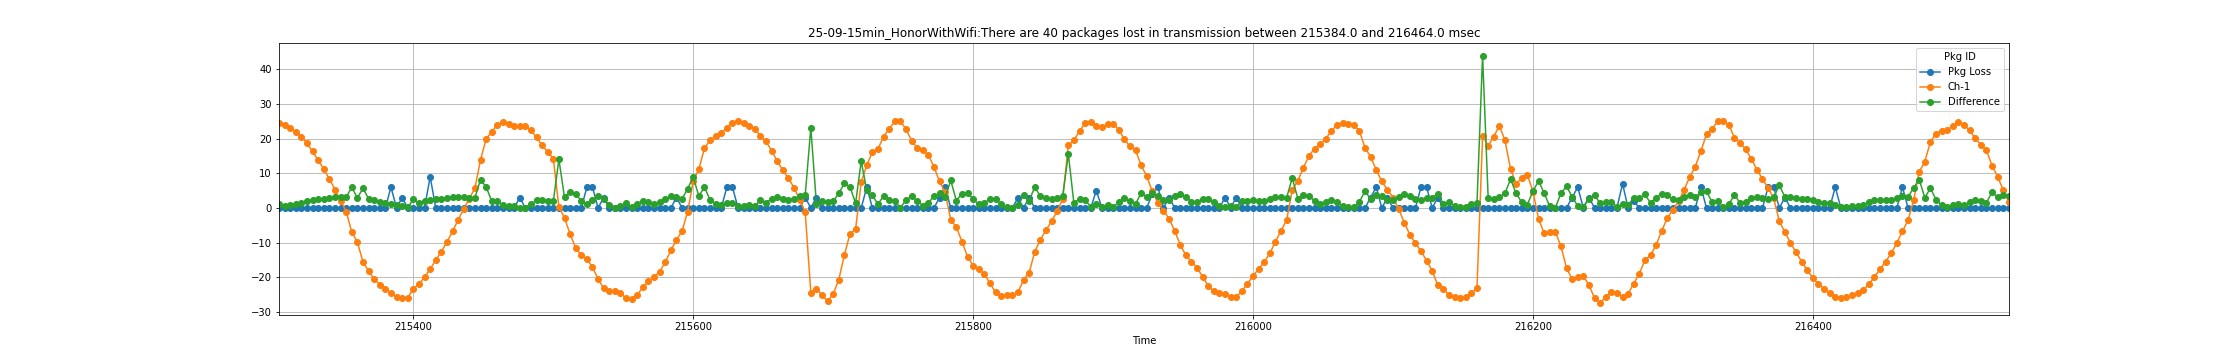 25-09-15min_HonorWithWifi:There are 40 packages lost in transmission between 215384.0 and 216464.0 msec
Pkg ID
Pkg Loss
Ch-1
Difference
40
30
20
10
0
−10
−20
−30
215400 215600 215800 216000 216200 216400
Time